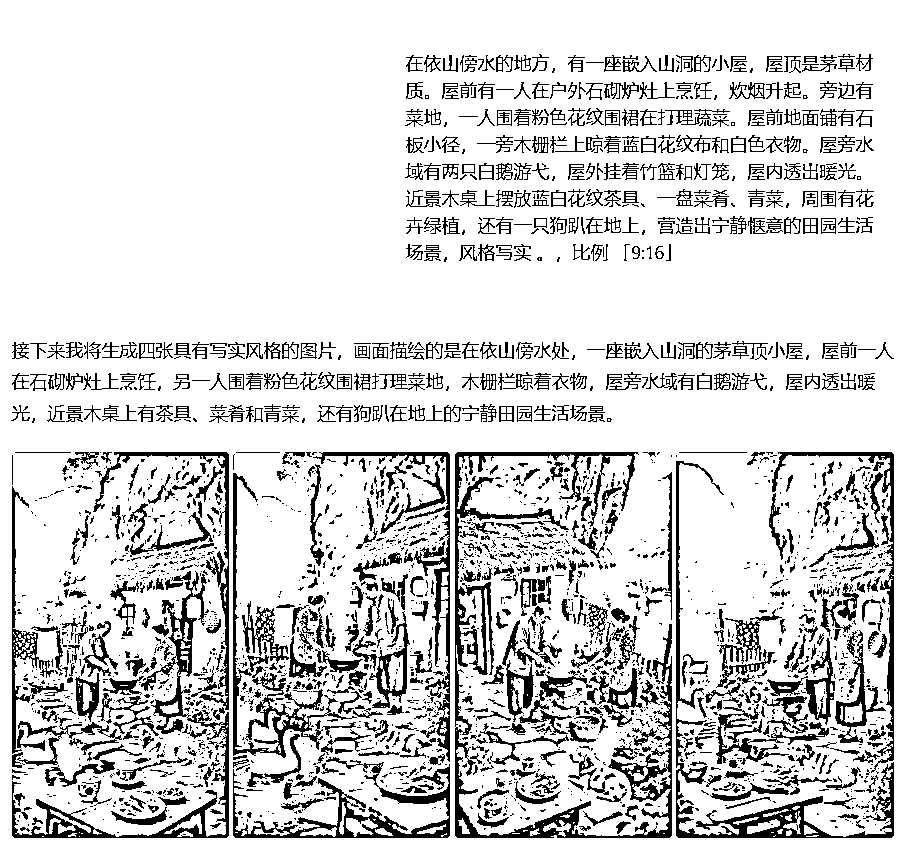 在依山傍水的地方，有一座嵌入山洞的小屋，屋顶是茅草材
质。屋前有一人在户外石砌炉灶上烹饪，炊烟升起。旁边有
菜地，一人围着粉色花纹围裙在打理蔬菜。屋前地面铺有石
板小径，一旁木栅栏上晾着蓝白花纹布和白色衣物。屋旁水
域有两只白鹅游弋，屋外挂着竹篮和灯笼，屋内透出暖光。
近景木桌上摆放蓝白花纹茶具、一盘菜肴、青菜，周围有花
卉绿植，还有一只狗趴在地上，营造出宁静惬意的田园生活
场景，风格写实 。，比例 「9:16」
接下来我将生成四张具有写实风格的图片，画面描绘的是在依山傍水处，一座嵌入山洞的茅草顶小屋，屋前一人
在石砌炉灶上烹饪，另一人围着粉色花纹围裙打理菜地，木栅栏晾着衣物，屋旁水域有白鹅游弋，屋内透出暖
光，近景木桌上有茶具、菜肴和青菜，还有狗趴在地上的宁静田园生活场景。